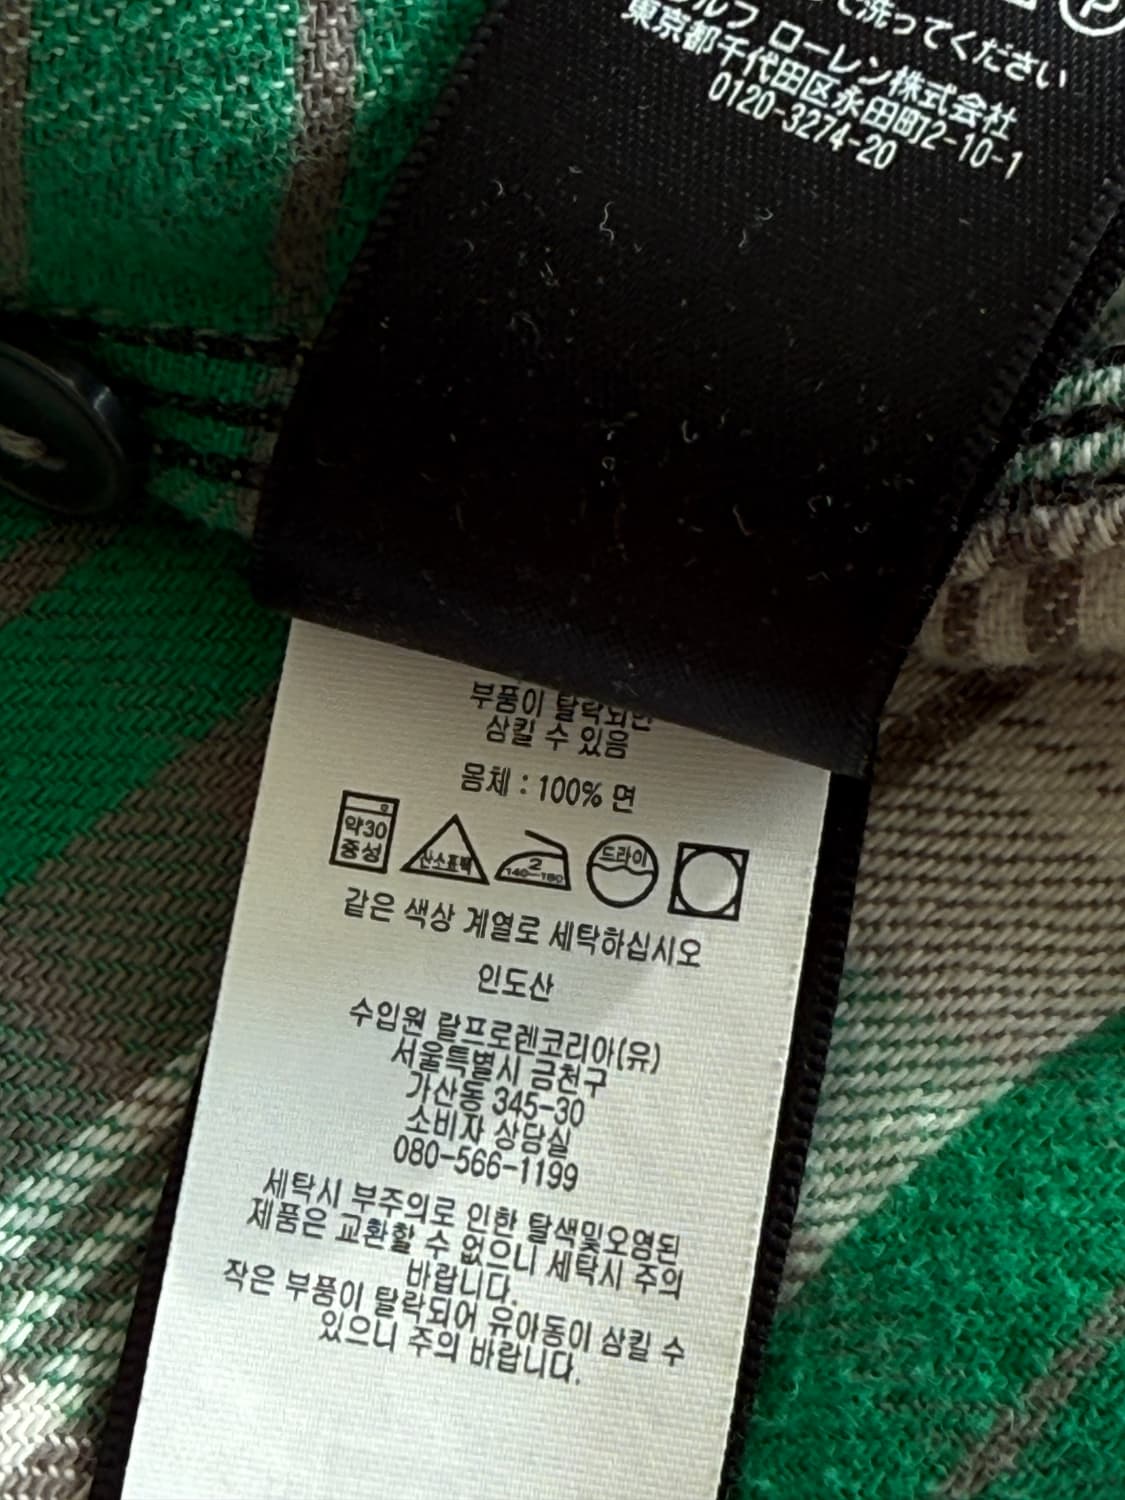 て洗ってください
ルフ ローレン株式会社
東京都千代田区永田町2-10-1
0120-3274-20
부품이 탈락되면
삼킬 수 있음
몸체 : 100% 면
약30
중성
산소표백
2
140-160
드라이
같은 색상 계열로 세탁하십시오
인도산
수입원 랄프로렌코리아(유)
서울특별시 금천구
가산동 345-30
소비자 상담실
080-566-1199
세탁시 부주의로 인한 탈색및오염된
제품은 교환할 수 없으니 세탁시 주의
바랍니다.
작은 부품이 탈락되어 유아동이 삼킬 수
있으니 주의 바랍니다.